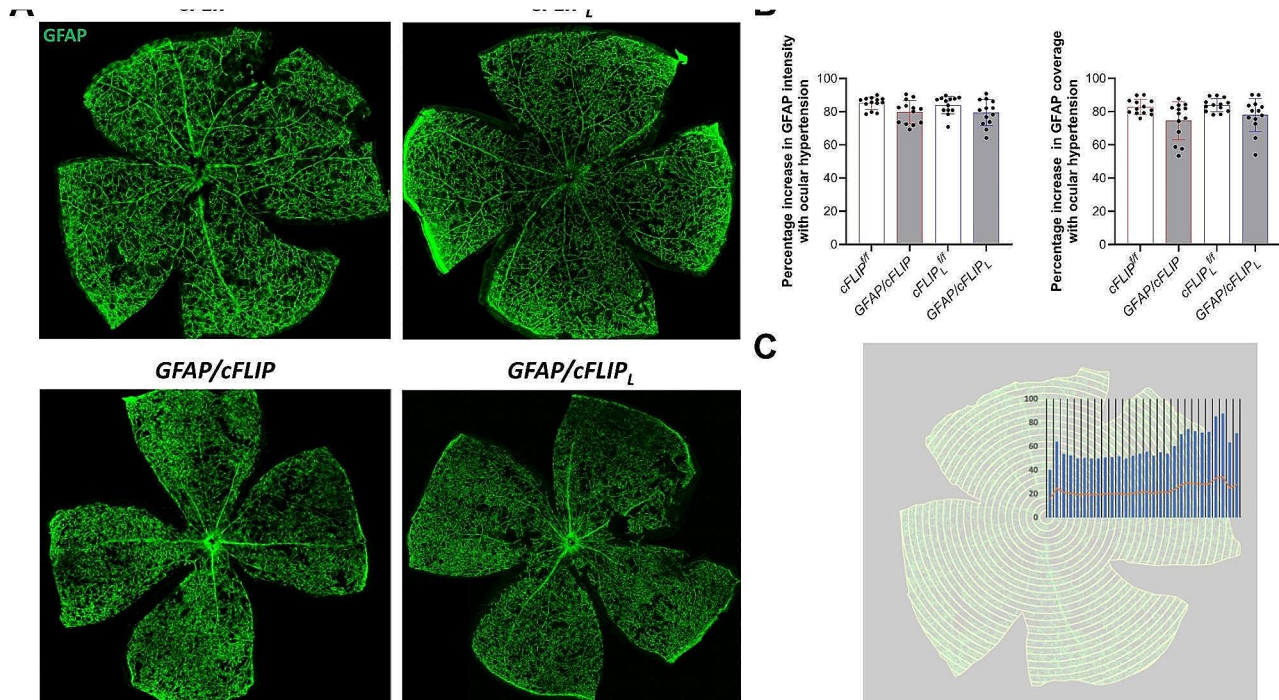 GFAP
GFAP/cFLIP
GFAP/cFLIPL
Percentage increase in GFAP intensity
with ocular hypertension
100
80
60
40
20
0
cFLIPf/f
GFAP/cFLIP
cFLIPLf/f
GFAP/cFLIPL
Percentage increase in GFAP coverage
with ocular hypertension
100
80
60
40
20
0
cFLIPf/f
GFAP/cFLIP
cFLIPLf/f
GFAP/cFLIPL
C
100
80
60
40
20
0